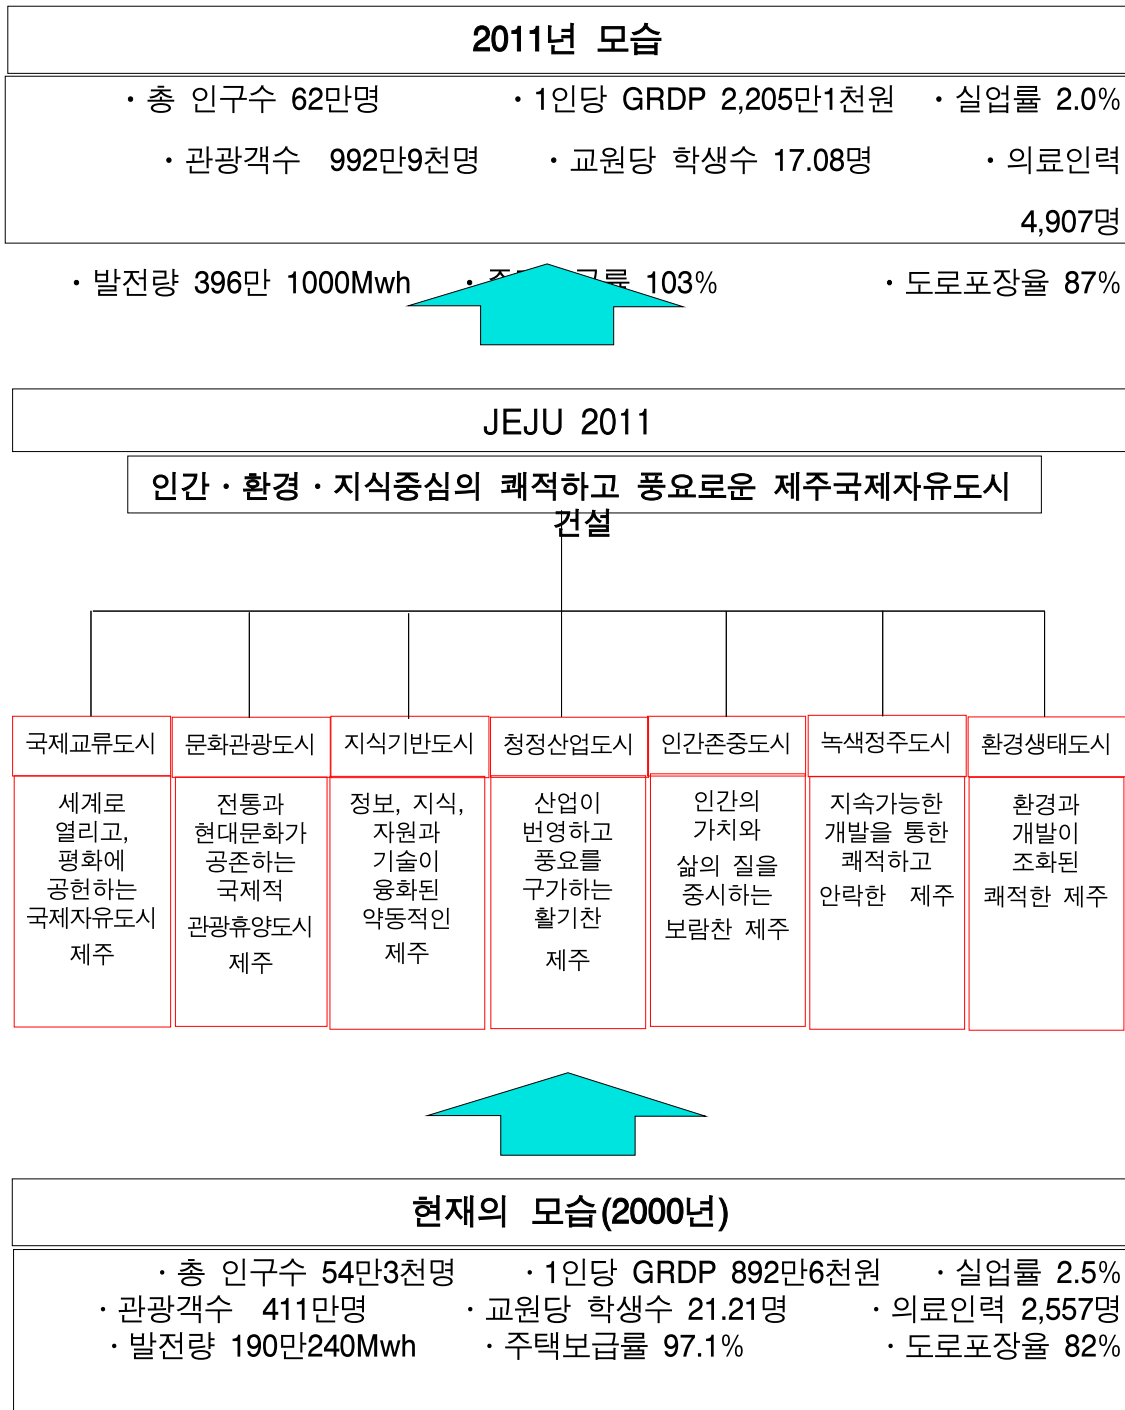 2011년 모습
· 총 인구수 62만명 · 1인당 GRDP 2,205만1천원 · 실업률 2.0%
· 관광객수 992만9천명 · 교원당 학생수 17.08명 · 의료인력
4,907명
· 발전량 396만 1000Mwh · 103% · 도로포장율 87%
JEJU 2011
인간 · 환경 · 지식중심의 쾌적하고 풍요로운 제주국제자유도시
건설
국제교류도시
세계로
열리고,
평화에
공헌하는
국제자유도시
제주
문화관광도시
전통과
현대문화가
공존하는
국제적
관광휴양도시
제주
지식기반도시
정보, 지식,
자원과
기술이
융화된
약동적인
제주
청정산업도시
산업이
번영하고
풍요를
구가하는
활기찬
제주
인간존중도시
인간의
가치와
삶의 질을
중시하는
보람찬 제주
녹색정주도시
지속가능한
개발을 통한
쾌적하고
안락한 제주
환경생태도시
환경과
개발이
조화된
쾌적한 제주
현재의 모습(2000년)
· 총 인구수 54만3천명 · 1인당 GRDP 892만6천원 · 실업률 2.5%
· 관광객수 411만명 · 교원당 학생수 21.21명 · 의료인력 2,557명
· 발전량 190만240Mwh · 주택보급률 97.1% · 도로포장율 82%